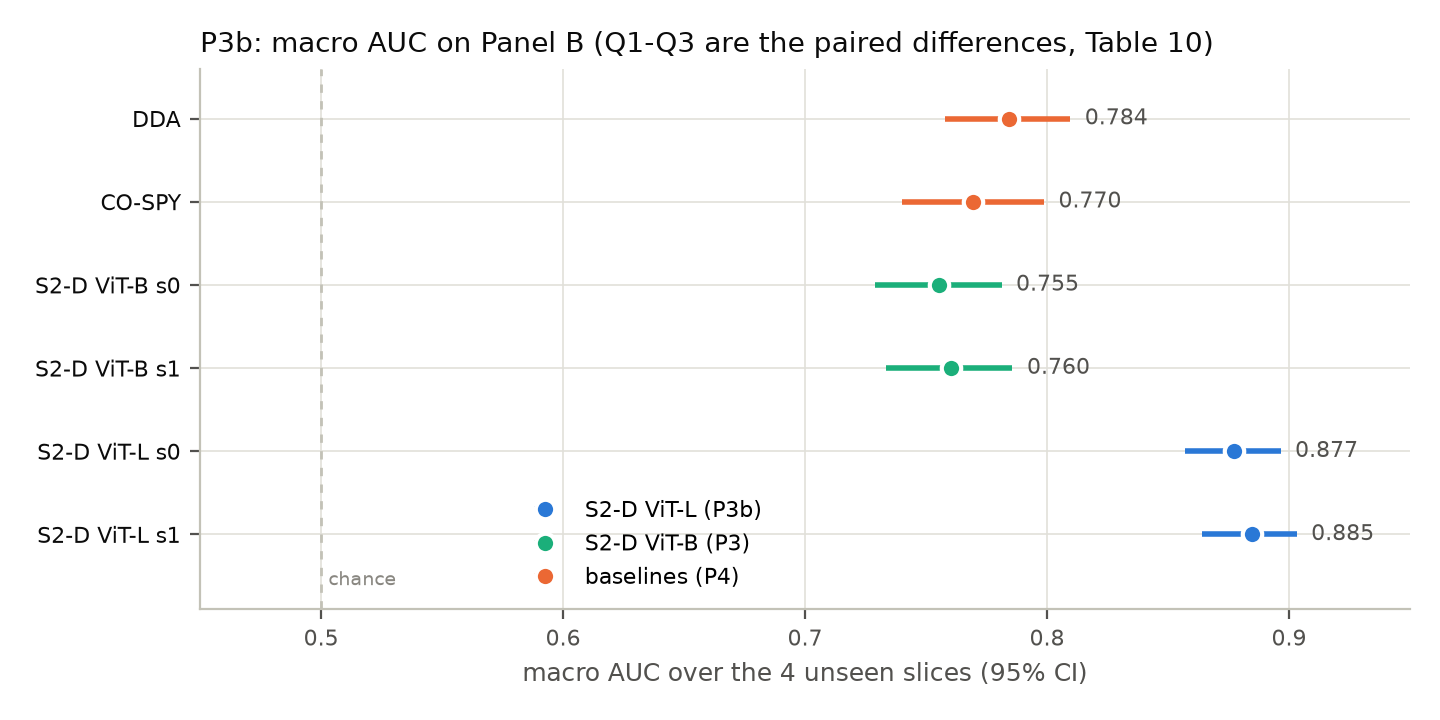 P3b: macro AUC on Panel B (Q1-Q3 are the paired differences, Table 10)
DDA
0.784
CO-SPY
0.770
S2-D ViT-B s0
0.755
S2-D ViT-B s1
0.760
S2-D ViT-L s0
0.877
S2-D ViT-L s1
0.885
S2-D ViT-L (P3b)
S2-D ViT-B (P3)
baselines (P4)
chance
0.5 0.6 0.7 0.8 0.9
macro AUC over the 4 unseen slices (95% CI)